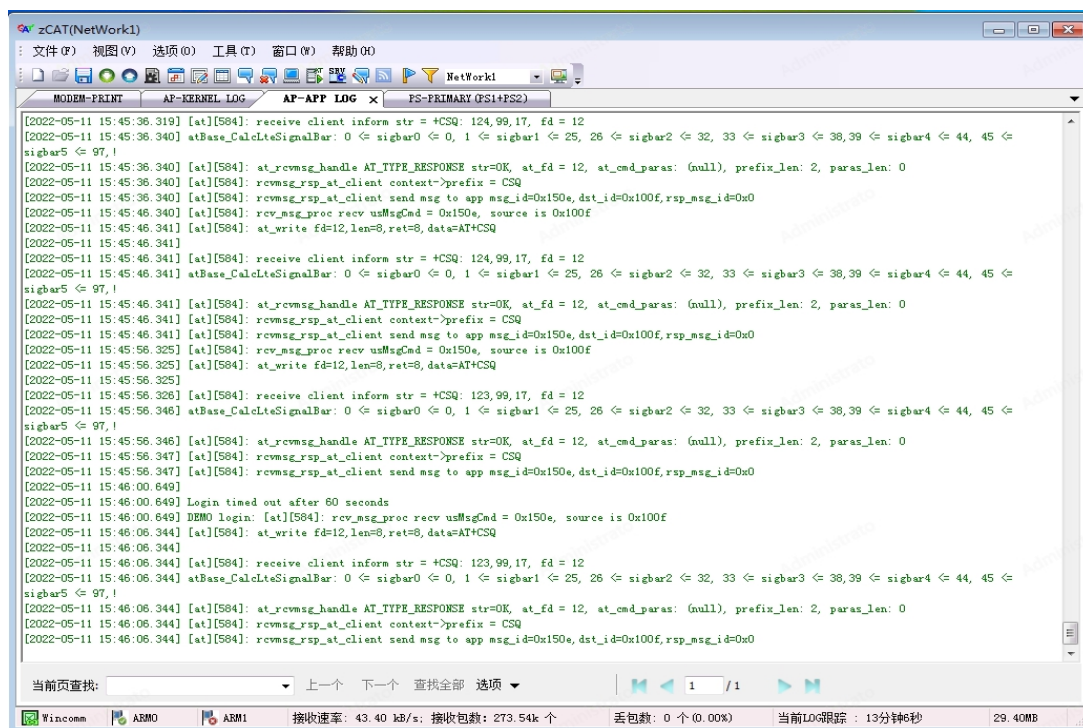 zCAT(NetWork1)
文件(F) 视图(V) 选项(O) 工具(T) 窗口(W) 帮助(H)
NetWork1
MODEM-PRINT AP-KERNEL LOG AP-APP LOG PS-PRIMARY(PS1+PS2)
[2022-05-11 15:45:36.319] [at][584]: receive client inform str = +CSQ: 124,99,17, fd = 12
[2022-05-11 15:45:36.340] atBase_CalcLteSignalBar: 0 <= sigbar0 <= 0, 1 <= sigbar1 <= 25, 26 <= sigbar2 <= 32, 33 <= sigbar3 <= 38,39 <= sigbar4 <= 44, 45 <=
sigbar5 <= 97,!
[2022-05-11 15:45:36.340] [at][584]: at_rcvmsg_handle AT_TYPE_RESPONSE str=OK, at_fd = 12, at_cmd_paras: (null), prefix_len: 2, paras_len: 0
[2022-05-11 15:45:36.340] [at][584]: rcvmsg_rsp_at_client context->prefix = CSQ
[2022-05-11 15:45:36.340] [at][584]: rcvmsg_rsp_at_client send msg to app msg_id=0x150e,dst_id=0x100f,rsp_msg_id=0x0
[2022-05-11 15:45:46.340] [at][584]: rcv_msg_proc recv usMsgCmd = 0x150e, source is 0x100f
[2022-05-11 15:45:46.341] [at][584]: at_write fd=12,len=8,ret=8,data=AT+CSQ
[2022-05-11 15:45:46.341]
[2022-05-11 15:45:46.341] [at][584]: receive client inform str = +CSQ: 124,99,17, fd = 12
[2022-05-11 15:45:46.341] atBase_CalcLteSignalBar: 0 <= sigbar0 <= 0, 1 <= sigbar1 <= 25, 26 <= sigbar2 <= 32, 33 <= sigbar3 <= 38,39 <= sigbar4 <= 44, 45 <=
sigbar5 <= 97,!
[2022-05-11 15:45:46.341] [at][584]: at_rcvmsg_handle AT_TYPE_RESPONSE str=OK, at_fd = 12, at_cmd_paras: (null), prefix_len: 2, paras_len: 0
[2022-05-11 15:45:46.341] [at][584]: rcvmsg_rsp_at_client context->prefix = CSQ
[2022-05-11 15:45:46.341] [at][584]: rcvmsg_rsp_at_client send msg to app msg_id=0x150e,dst_id=0x100f,rsp_msg_id=0x0
[2022-05-11 15:45:56.325] [at][584]: rcv_msg_proc recv usMsgCmd = 0x150e, source is 0x100f
[2022-05-11 15:45:56.325] [at][584]: at_write fd=12,len=8,ret=8,data=AT+CSQ
[2022-05-11 15:45:56.325]
[2022-05-11 15:45:56.326] [at][584]: receive client inform str = +CSQ: 123,99,17, fd = 12
[2022-05-11 15:45:56.346] atBase_CalcLteSignalBar: 0 <= sigbar0 <= 0, 1 <= sigbar1 <= 25, 26 <= sigbar2 <= 32, 33 <= sigbar3 <= 38,39 <= sigbar4 <= 44, 45 <=
sigbar5 <= 97,!
[2022-05-11 15:45:56.346] [at][584]: at_rcvmsg_handle AT_TYPE_RESPONSE str=OK, at_fd = 12, at_cmd_paras: (null), prefix_len: 2, paras_len: 0
[2022-05-11 15:45:56.347] [at][584]: rcvmsg_rsp_at_client context->prefix = CSQ
[2022-05-11 15:45:56.347] [at][584]: rcvmsg_rsp_at_client send msg to app msg_id=0x150e,dst_id=0x100f,rsp_msg_id=0x0
[2022-05-11 15:46:00.649]
[2022-05-11 15:46:00.649] Login timed out after 60 seconds
[2022-05-11 15:46:00.649] DEMO login: [at][584]: rcv_msg_proc recv usMsgCmd = 0x150e, source is 0x100f
[2022-05-11 15:46:06.344] [at][584]: at_write fd=12,len=8,ret=8,data=AT+CSQ
[2022-05-11 15:46:06.344]
[2022-05-11 15:46:06.344] [at][584]: receive client inform str = +CSQ: 123,99,17, fd = 12
[2022-05-11 15:46:06.344] atBase_CalcLteSignalBar: 0 <= sigbar0 <= 0, 1 <= sigbar1 <= 25, 26 <= sigbar2 <= 32, 33 <= sigbar3 <= 38,39 <= sigbar4 <= 44, 45 <=
sigbar5 <= 97,!
[2022-05-11 15:46:06.344] [at][584]: at_rcvmsg_handle AT_TYPE_RESPONSE str=OK, at_fd = 12, at_cmd_paras: (null), prefix_len: 2, paras_len: 0
[2022-05-11 15:46:06.344] [at][584]: rcvmsg_rsp_at_client context->prefix = CSQ
[2022-05-11 15:46:06.344] [at][584]: rcvmsg_rsp_at_client send msg to app msg_id=0x150e,dst_id=0x100f,rsp_msg_id=0x0
当前页查找: 上一个 下一个 查找全部 选项 1 /1
Wincomm ARM0 ARM1 接收速率: 43.40 kB/s; 接收包数: 273.54k 个 丢包数: 0 个(0.00%) 当前LOG跟踪 : 13分钟6秒 29.40MB